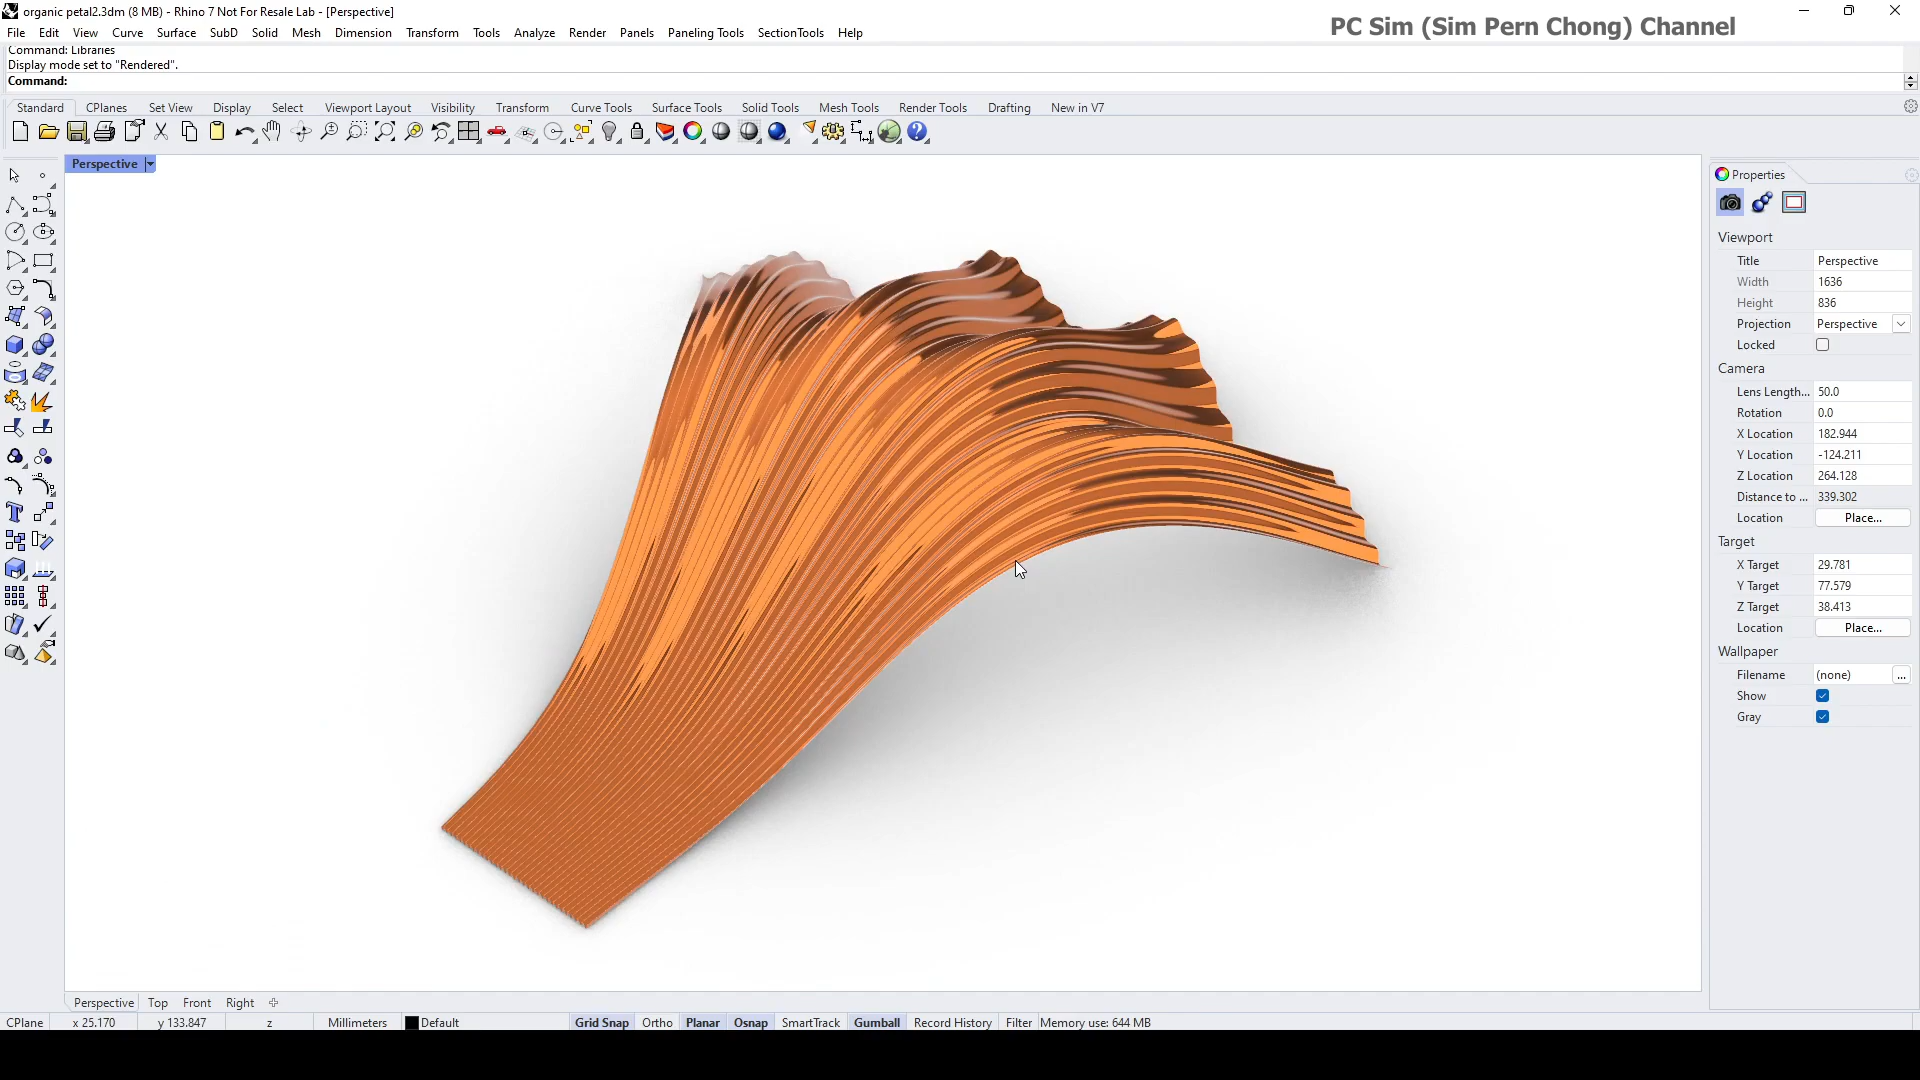 organic petal2.3dm (8 MB) - Rhino 7 Not For Resale Lab - [Perspective]
PC Sim (Sim Pern Chong) Channel
File Edit View Curve Surface SubD Solid Mesh Dimension Transform Tools Analyze Render Panels Paneling Tools SectionTools Help
Command: Libraries
Display mode set to "Rendered".
Command:
Standard CPlanes Set View Display Select Viewport Layout Visibility Transform Curve Tools Surface Tools Solid Tools Mesh Tools Render Tools Drafting New in V7
Perspective
Properties
Viewport
Title Perspective
Width 1636
Height 836
Projection Perspective
Locked
Camera
Lens Length... 50.0
Rotation 0.0
X Location 182.944
Y Location -124.211
Z Location 264.128
Distance to ... 339.302
Location Place...
Target
X Target 29.781
Y Target 77.579
Z Target 38.413
Location Place...
Wallpaper
Filename (none) ...
Show
Gray
Perspective Top Front Right
CPlane x 25.170 y 133.847 z Millimeters Default Grid Snap Ortho Planar Osnap SmartTrack Gumball Record History Filter Memory use: 644 MB